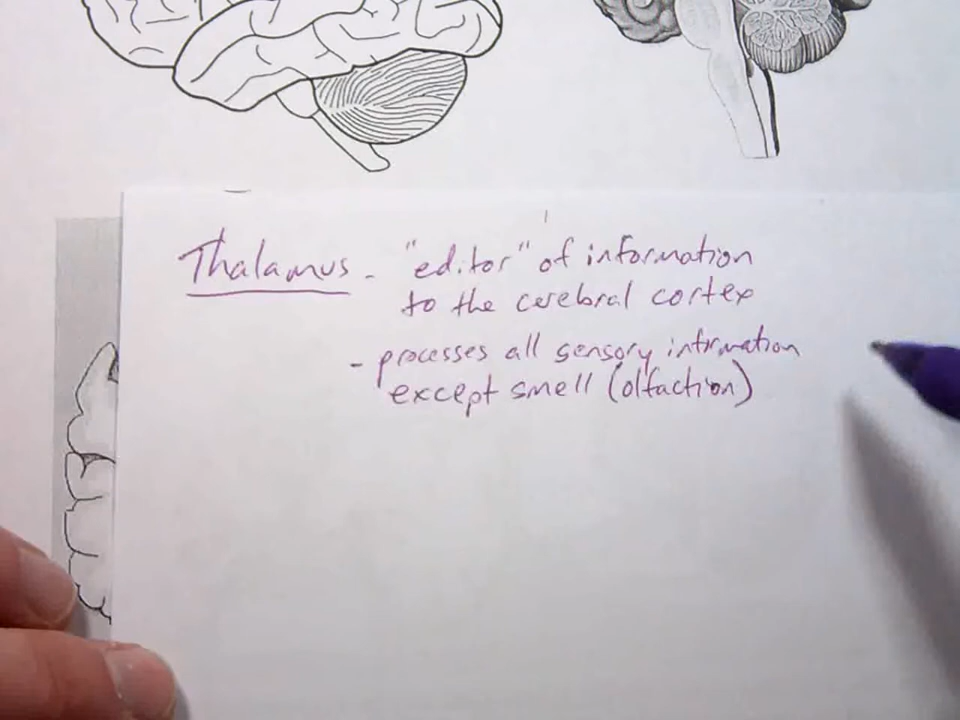 Thalamus - "editor" of information
to the cerebral cortex
- processes all sensory information
except smell (olfaction)